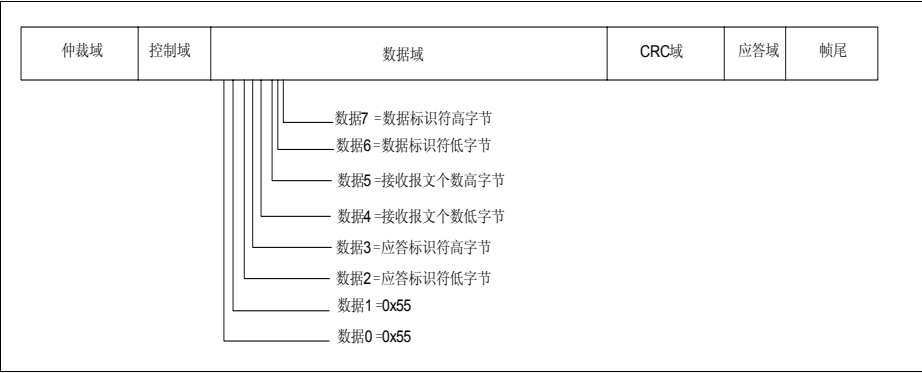 仲裁域 控制域 数据域 CRC域 应答域 帧尾
数据7 =数据标识符高字节
数据6=数据标识符低字节
数据5=接收报文个数高字节
数据4=接收报文个数低字节
数据3=应答标识符高字节
数据2=应答标识符低字节
数据1=0x55
数据0=0x55